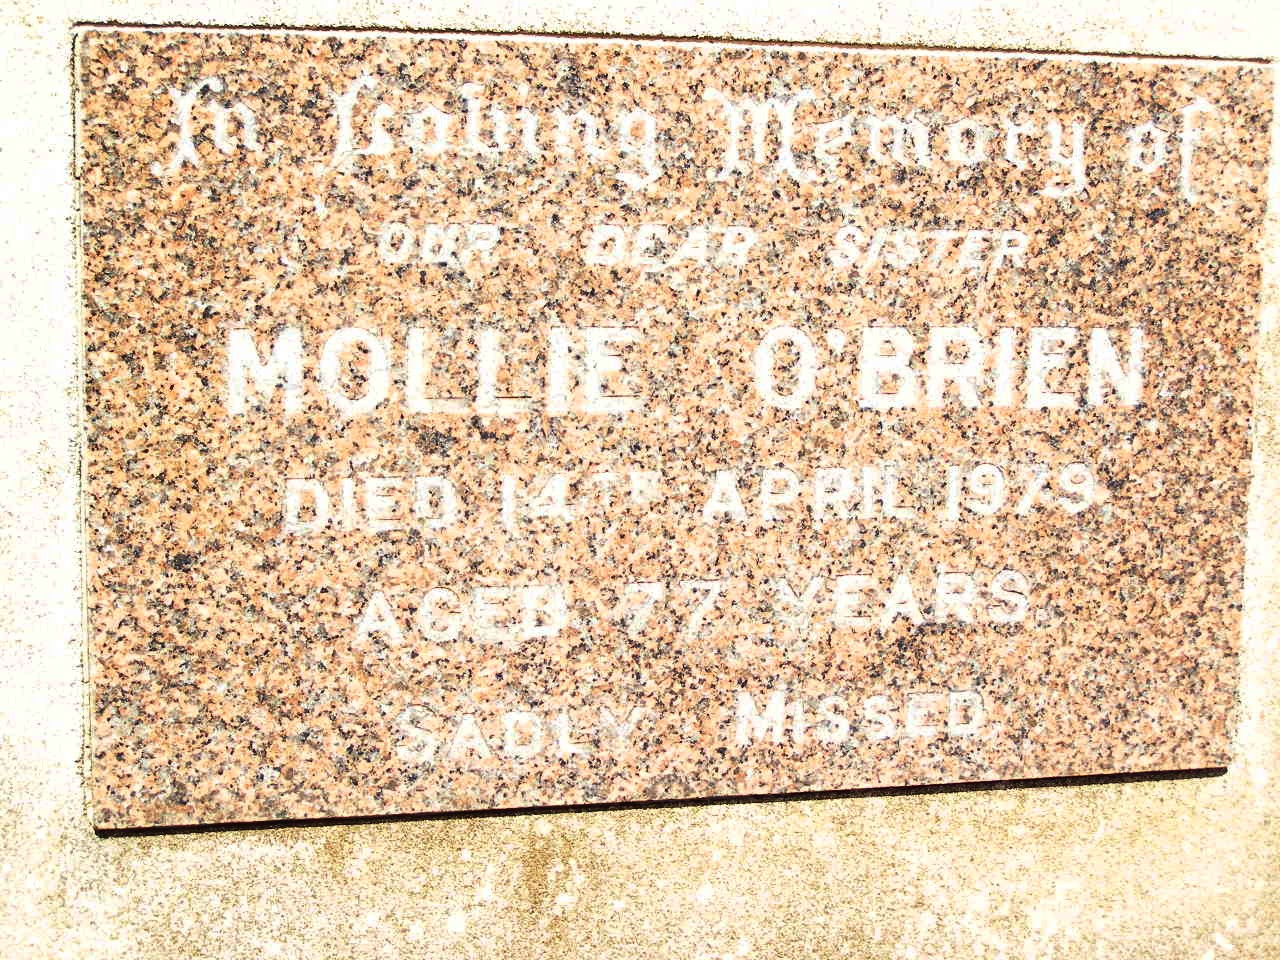 In Loving Memory of
OUR DEAR SISTER
MOLLIE O'BRIEN
DIED 14TH APRIL 1979
AGED 77 YEARS.
SADLY MISSED.